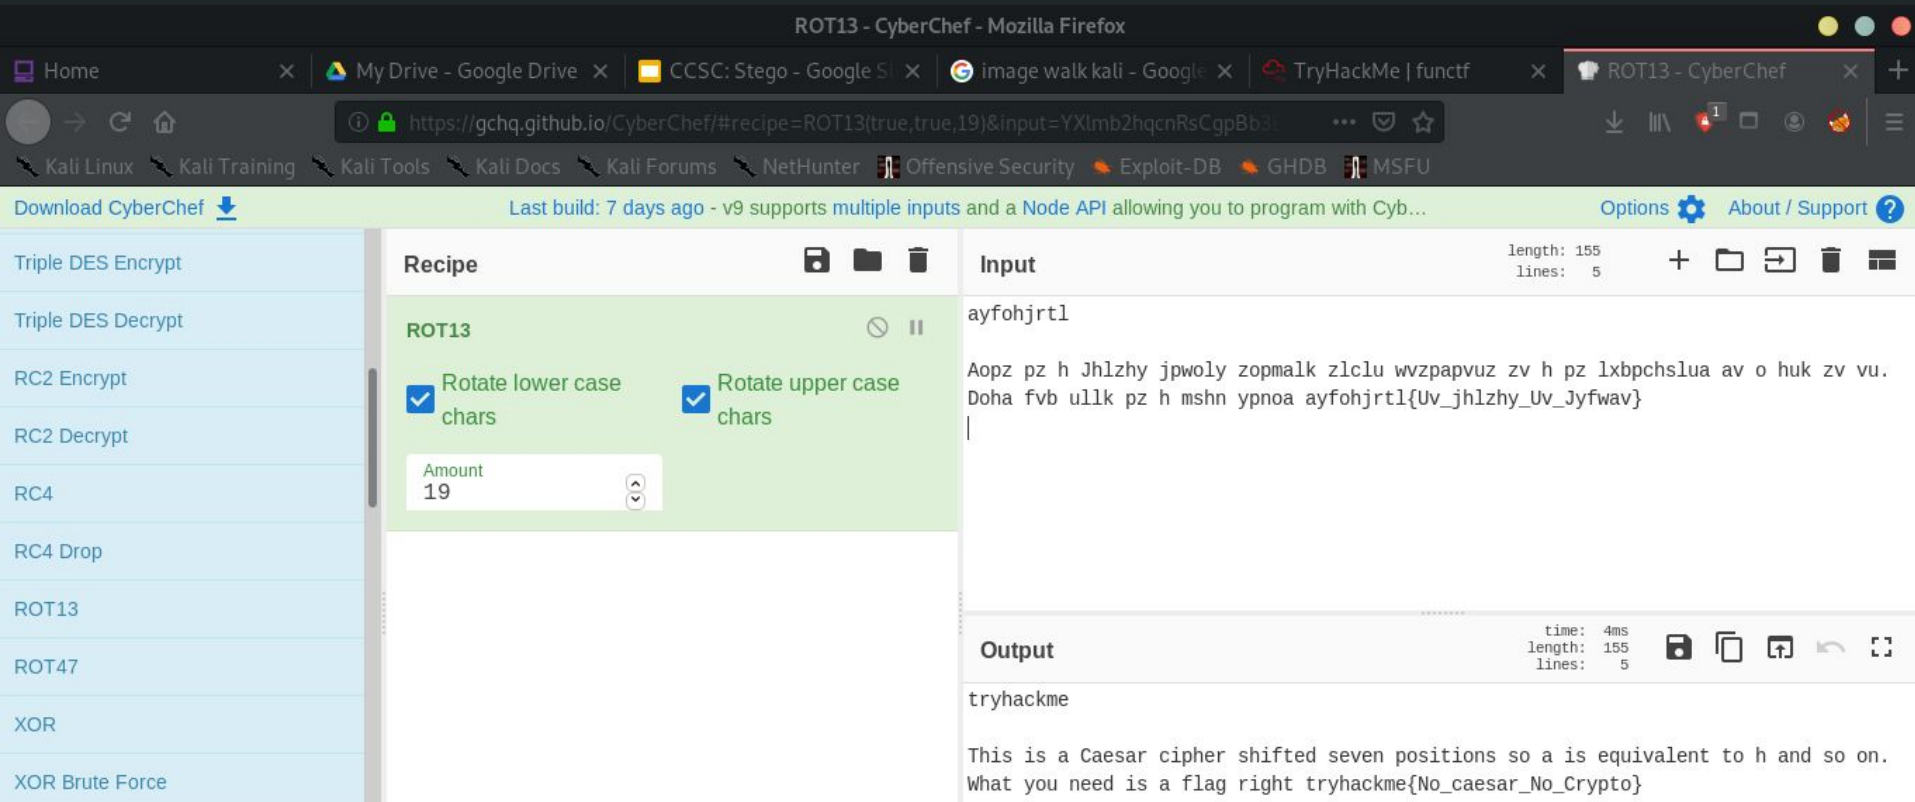 ROT13 - CyberChef - Mozilla Firefox
Home
My Drive - Google Drive
CCSC: Stego - Google S
image walk kali - Google
TryHackMe | functf
ROT13 - CyberChef
https://gchq.github.io/CyberChef/#recipe=ROT13(true,true,19)&input=YXlmb2hqcnRsCgpBb3
1
Kali Linux Kali Training Kali Tools Kali Docs Kali Forums NetHunter Offensive Security Exploit-DB GHDB MSFU
Download CyberChef
Last build: 7 days ago - v9 supports multiple inputs and a Node API allowing you to program with Cyb...
Options
About / Support
Triple DES Encrypt
Triple DES Decrypt
RC2 Encrypt
RC2 Decrypt
RC4
RC4 Drop
ROT13
ROT47
XOR
XOR Brute Force
Recipe
ROT13
Rotate lower case
chars
Rotate upper case
chars
Amount
19
Input
length: 155
lines: 5
ayfohjrtl
Aopz pz h Jhlzhy jpwoly zopmalk zlclu wvzpapvuz zv h pz lxbpchslua av o huk zv vu.
Doha fvb ullk pz h mshn ypnoa ayfohjrtl{Uv_jhlzhy_Uv_Jyfwav}
Output
time: 4ms
length: 155
lines: 5
tryhackme
This is a Caesar cipher shifted seven positions so a is equivalent to h and so on.
What you need is a flag right tryhackme{No_caesar_No_Crypto}